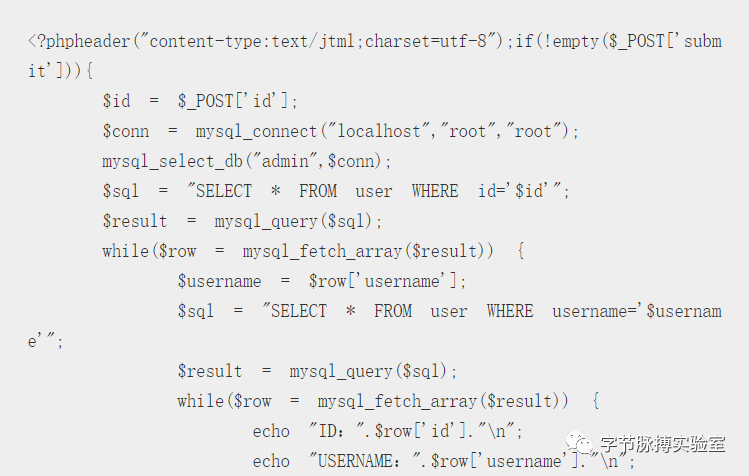 <?phpheader("content-type:text/jtml;charset=utf-8");if(!empty($_POST['subm
it'])){
$id = $_POST['id'];
$conn = mysql_connect("localhost","root","root");
mysql_select_db("admin",$conn);
$sql = "SELECT * FROM user WHERE id='$id'";
$result = mysql_query($sql);
while($row = mysql_fetch_array($result)) {
$username = $row['username'];
$sql = "SELECT * FROM user WHERE username='$usernam
e'";
$result = mysql_query($sql);
while($row = mysql_fetch_array($result)) {
echo "ID：".$row['id']."\n";
echo "USERNAME：".$row['username']."\n";
字节脉搏实验室